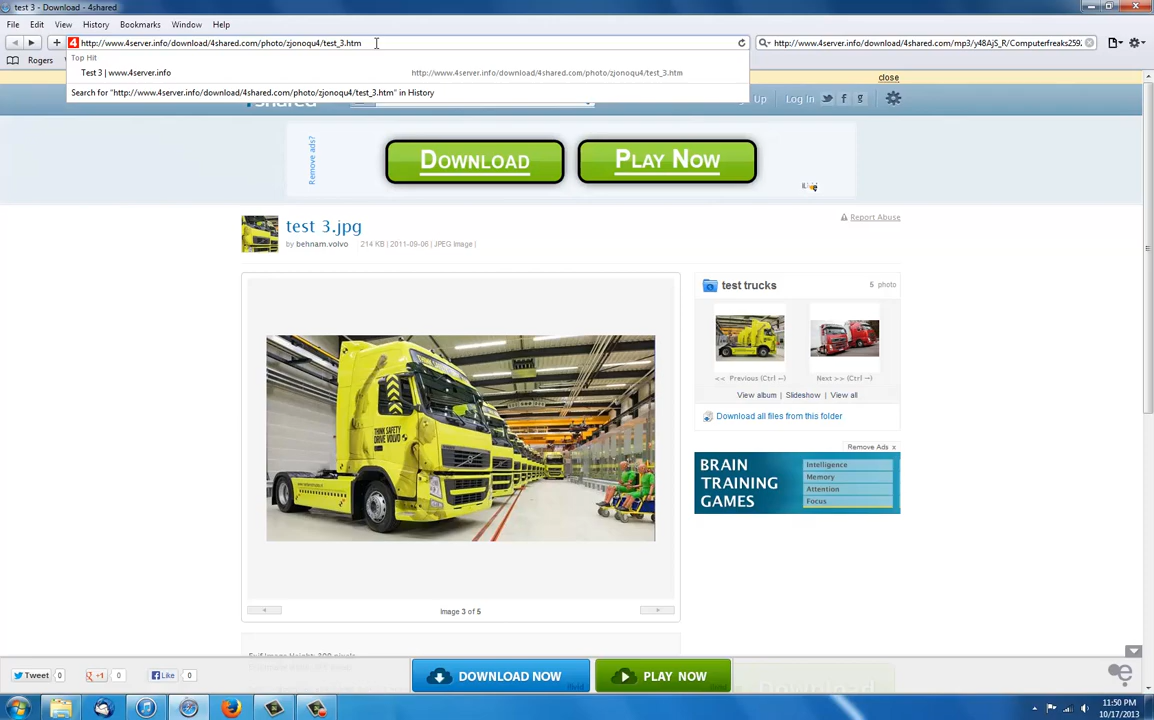 test 3 - Download - 4shared
File Edit View History Bookmarks Window Help
http://www.4server.info/download/4shared.com/photo/zjonoqu4/test_3.htm
http://www.4server.info/download/4shared.com/mp3/y48AjS_R/Computerfreaks259
Rogers
Top Hit
Test 3 | www.4server.info http://www.4server.info/download/4shared.com/photo/zjonoqu4/test_3.htm
Search for "http://www.4server.info/download/4shared.com/photo/zjonoqu4/test_3.htm" in History
close
Up Log In
Remove ads?
DOWNLOAD PLAY NOW
test 3.jpg
by behnam.volvo 214 KB | 2011-09-06 | JPEG Image |
Report Abuse
THINK SAFETY
DRIVE VOLVO
Image 3 of 5
test trucks 5 photo
<< Previous (Ctrl ←) Next >> (Ctrl →)
View album | Slideshow | View all
Download all files from this folder
Remove Ads x
BRAIN
TRAINING
GAMES
Intelligence
Memory
Attention
Focus
Tweet 0 +1 0 Like 0
DOWNLOAD NOW PLAY NOW
11:50 PM
10/17/2013